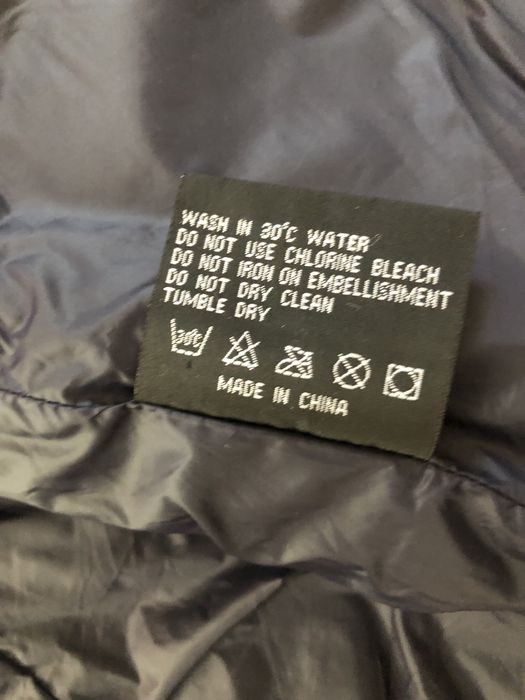 WASH IN 30°C WATER
DO NOT USE CHLORINE BLEACH
DO NOT IRON ON EMBELLISHMENT
DO NOT DRY CLEAN
TUMBLE DRY
30°C
MADE IN CHINA